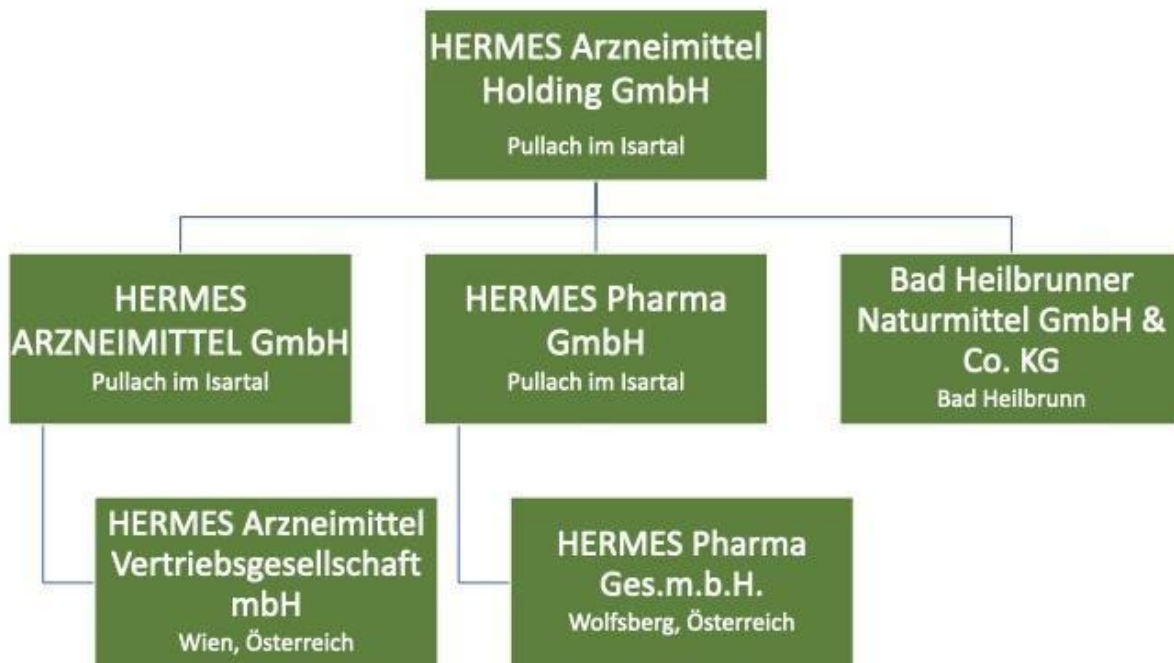 HERMES Arzneimittel
Holding GmbH
Pullach im Isartal
HERMES
ARZNEIMITTEL GmbH
Pullach im Isartal
HERMES Pharma
GmbH
Pullach im Isartal
Bad Heilbrunner
Naturmittel GmbH &
Co. KG
Bad Heilbrunn
HERMES Arzneimittel
Vertriebsgesellschaft
mbH
Wien, Österreich
HERMES Pharma
Ges.m.b.H.
Wolfsberg, Österreich